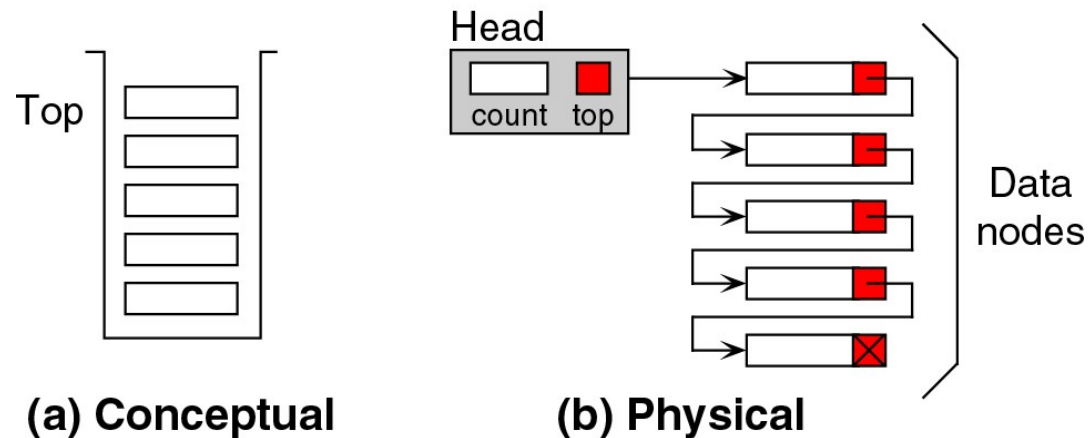 Top
(a) Conceptual
Head
count top
Data
nodes
(b) Physical